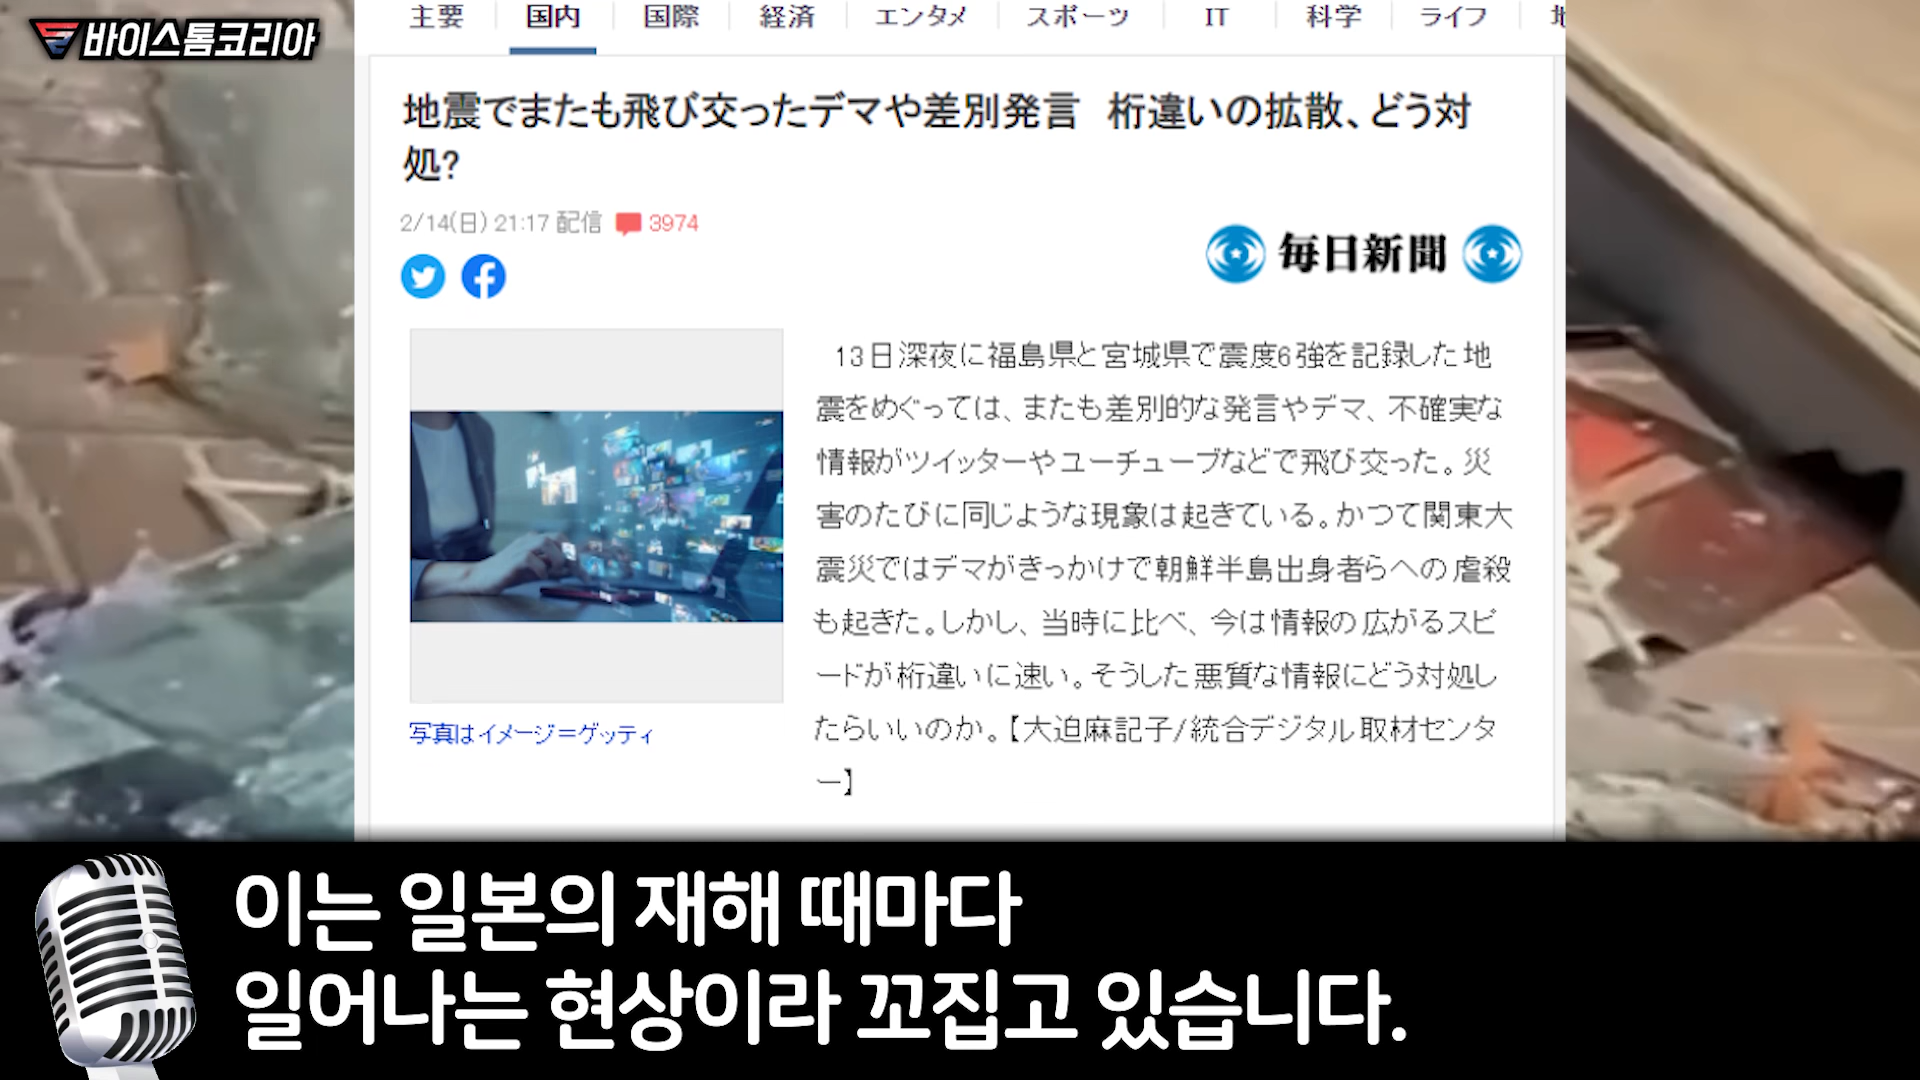 바이스톰코리아
主要 国内 国際 経済 エンタメ スポーツ IT 科学 ライフ
地震でまたも飛び交ったデマや差別発言 桁違いの拡散、どう対
処?
2/14(日) 21:17 配信 3974
毎日新聞
13日深夜に福島県と宮城県で震度6強を記録した地
震をめぐっては、またも差別的な発言やデマ、不確実な
情報がツイッターやユーチューブなどで飛び交った。災
害のたびに同じような現象は起きている。かつて関東大
震災ではデマがきっかけで朝鮮半島出身者らへの虐殺
も起きた。しかし、当時に比べ、今は情報の広がるスピ
ードが桁違いに速い。そうした悪質な情報にどう対処し
たらいいのか。【大迫麻記子/統合デジタル取材センタ
ー】
写真はイメージ=ゲッティ
이는 일본의 재해 때마다
일어나는 현상이라 꼬집고 있습니다.